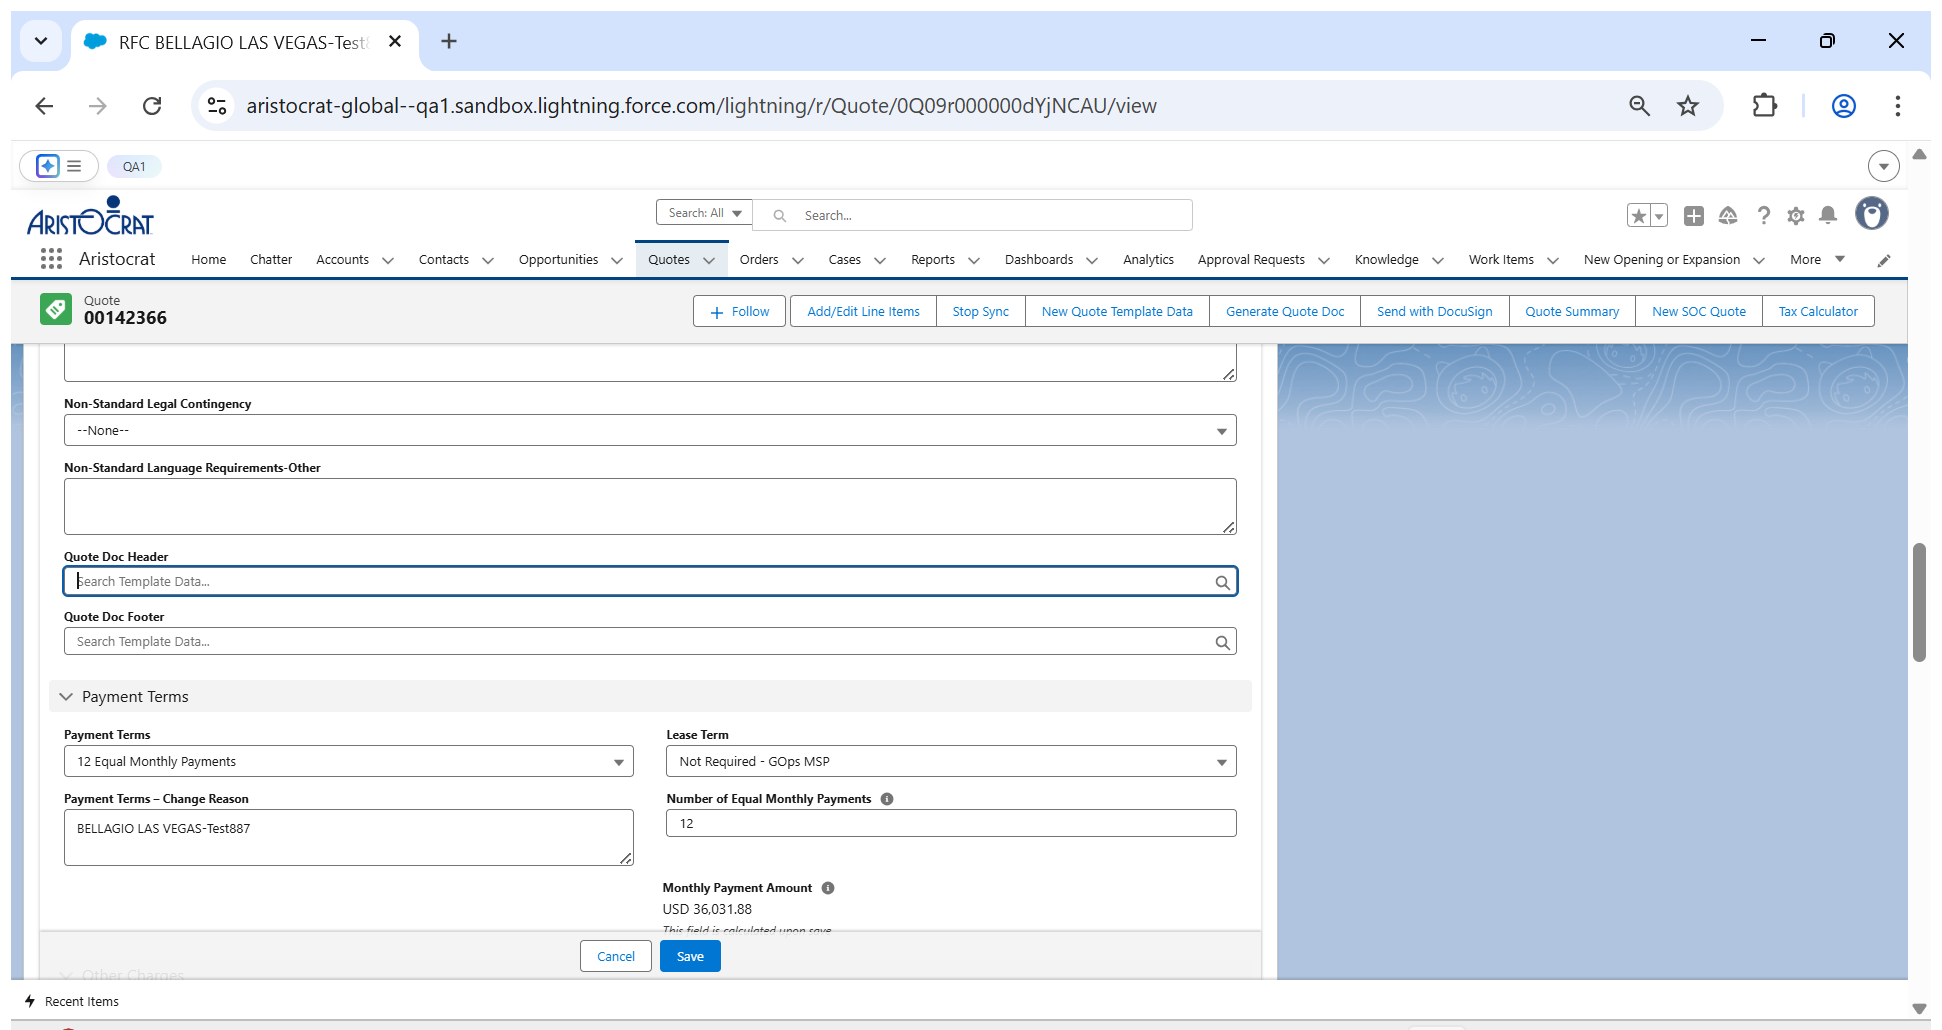 RFC BELLAGIO LAS VEGAS-Test8
aristocrat-global--qa1.sandbox.lightning.force.com/lightning/r/Quote/0Q09r000000dYjNCAU/view
QA1
ARISTOCRAT
Search: All
Search...
Aristocrat
Home
Chatter
Accounts
Contacts
Opportunities
Quotes
Orders
Cases
Reports
Dashboards
Analytics
Approval Requests
Knowledge
Work Items
New Opening or Expansion
More
Quote
00142366
Follow
Add/Edit Line Items
Stop Sync
New Quote Template Data
Generate Quote Doc
Send with DocuSign
Quote Summary
New SOC Quote
Tax Calculator
Non-Standard Legal Contingency
--None--
Non-Standard Language Requirements-Other
Quote Doc Header
Search Template Data...
Quote Doc Footer
Search Template Data...
Payment Terms
Payment Terms
12 Equal Monthly Payments
Lease Term
Not Required - GOps MSP
Payment Terms – Change Reason
BELLAGIO LAS VEGAS-Test887
Number of Equal Monthly Payments
12
Monthly Payment Amount
USD 36,031.88
This field is calculated upon save
Cancel
Save
Other Charges
Recent Items